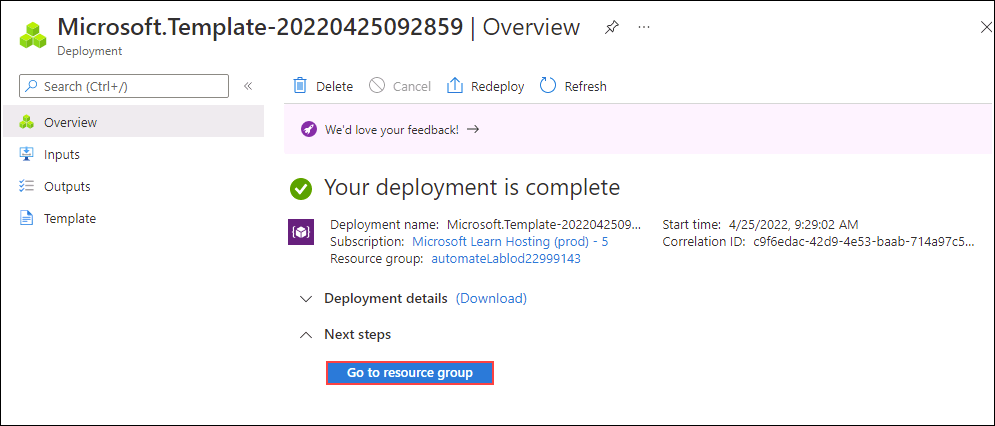 Microsoft.Template-20220425092859 | Overview
Deployment
Search (Ctrl+/)
Overview
Inputs
Outputs
Template
Delete Cancel Redeploy Refresh
We'd love your feedback!
Your deployment is complete
Deployment name: Microsoft.Template-2022042509... Start time: 4/25/2022, 9:29:02 AM
Subscription: Microsoft Learn Hosting (prod) - 5 Correlation ID: c9f6edac-42d9-4e53-baab-714a97c5...
Resource group: automateLablod22999143
Deployment details (Download)
Next steps
Go to resource group